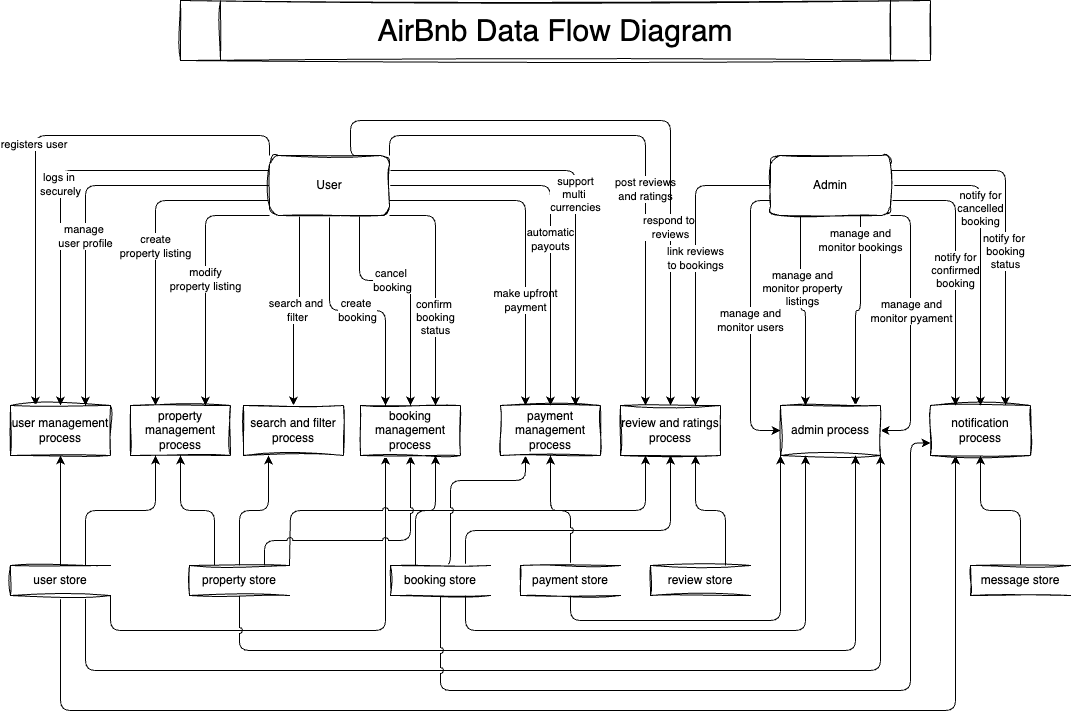 AirBnb Data Flow Diagram
registers user
logs in
securely
manage
user profile
create
property listing
modify
property listing
User
search and
filter
create
booking
cancel
booking
confirm
booking
status
make upfront
payment
automatic
payouts
support
multi
currencies
post reviews
and ratings
respond to
reviews
link reviews
to bookings
Admin
manage and
monitor users
manage and
monitor property
listings
manage and
monitor bookings
manage and
monitor pyament
notify for
confirmed
booking
notify for
cancelled
booking
notify for
booking
status
user management
process
property
management
process
search and filter
process
booking
management
process
payment
management
process
review and ratings
process
admin process
notification
process
user store
property store
booking store
payment store
review store
message store